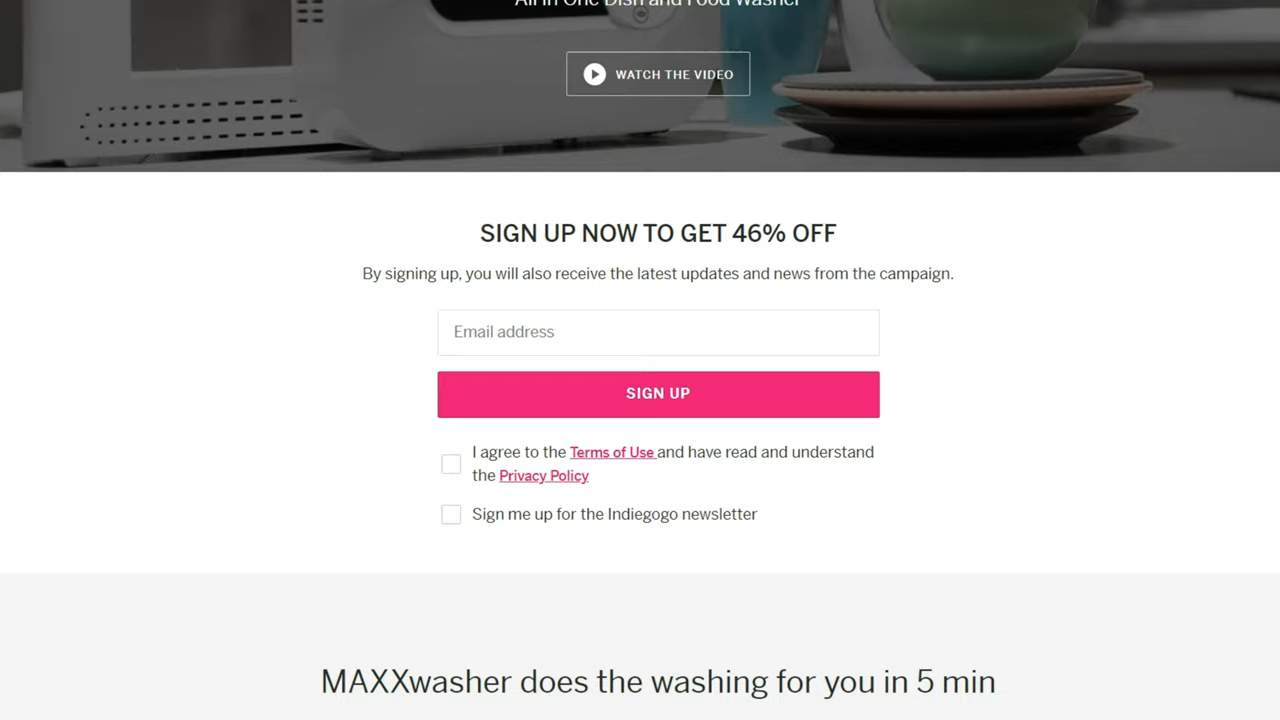 All in One Dish and Food Washer
WATCH THE VIDEO
SIGN UP NOW TO GET 46% OFF
By signing up, you will also receive the latest updates and news from the campaign.
Email address
SIGN UP
I agree to the Terms of Use and have read and understand
the Privacy Policy
Sign me up for the Indiegogo newsletter
MAXXwasher does the washing for you in 5 min